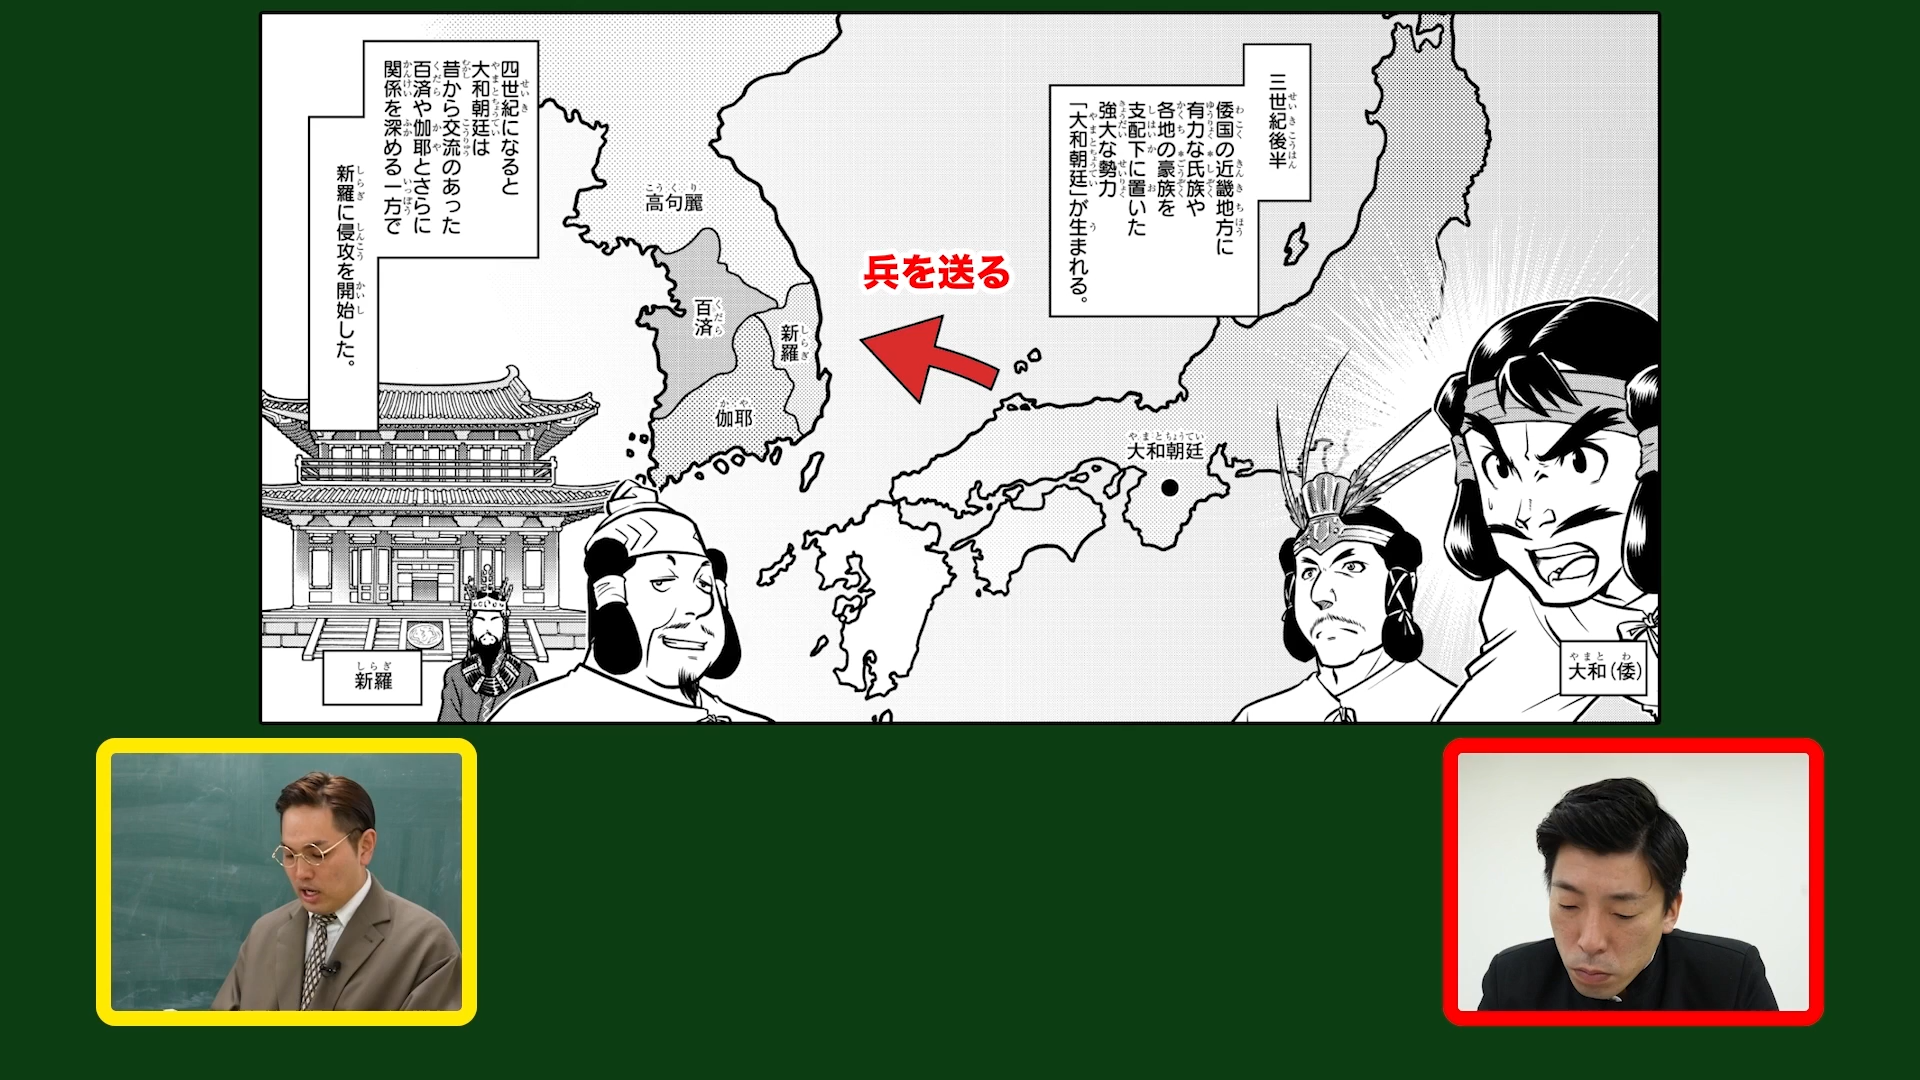 三世紀後半
倭国の近畿地方に
有力な氏族や
各地の豪族を
支配下に置いた
強大な勢力
「大和朝廷」が生まれる。
四世紀になると
大和朝廷は
昔から交流のあった
百済や伽耶とさらに
関係を深める一方で
新羅に侵攻を開始した。
高句麗
百済
新羅
伽耶
兵を送る
大和朝廷
新羅
大和(倭)